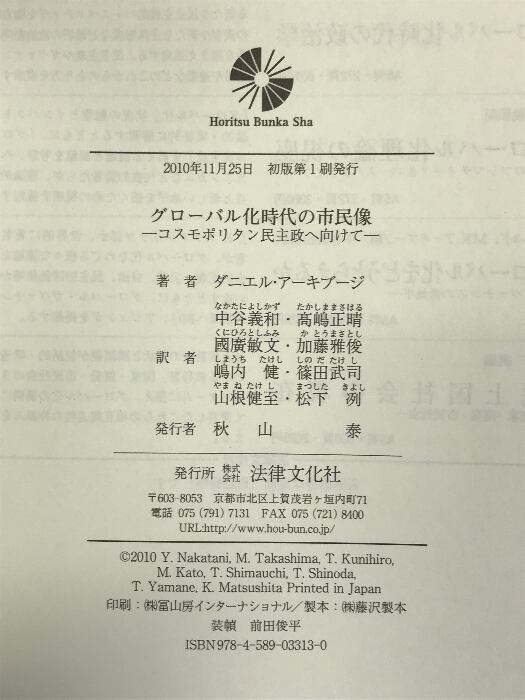 Horitsu Bunka Sha
2010年11月25日 初版第1刷発行
グローバル化時代の市民像
―コスモポリタン民主政へ向けて―
著者 ダニエル・アーキブージ
なかたによしかず たかしままさはる
中谷義和・髙嶋正晴
くにひろとしふみ か とうまさとし
國廣敏文・加藤雅俊
訳者
しまうち たけし しの だ たけ し
嶋内 健・篠田武司
やま ね たけ し まつした きよし
山根健至・松下 冽
発行者 秋山 泰
発行所 株式会社 法律文化社
〒603-8053 京都市北区上賀茂岩ヶ垣内町71
電話 075(791)7131 FAX 075(721)8400
URL:http://www.hou-bun.co.jp/
©2010 Y. Nakatani, M. Takashima, T. Kunihiro,
M. Kato, T. Shimauchi, T. Shinoda,
T. Yamane, K. Matsushita Printed in Japan
印刷:㈱冨山房インターナショナル/製本:㈱藤沢製本
装幀 前田俊平
ISBN978-4-589-03313-0